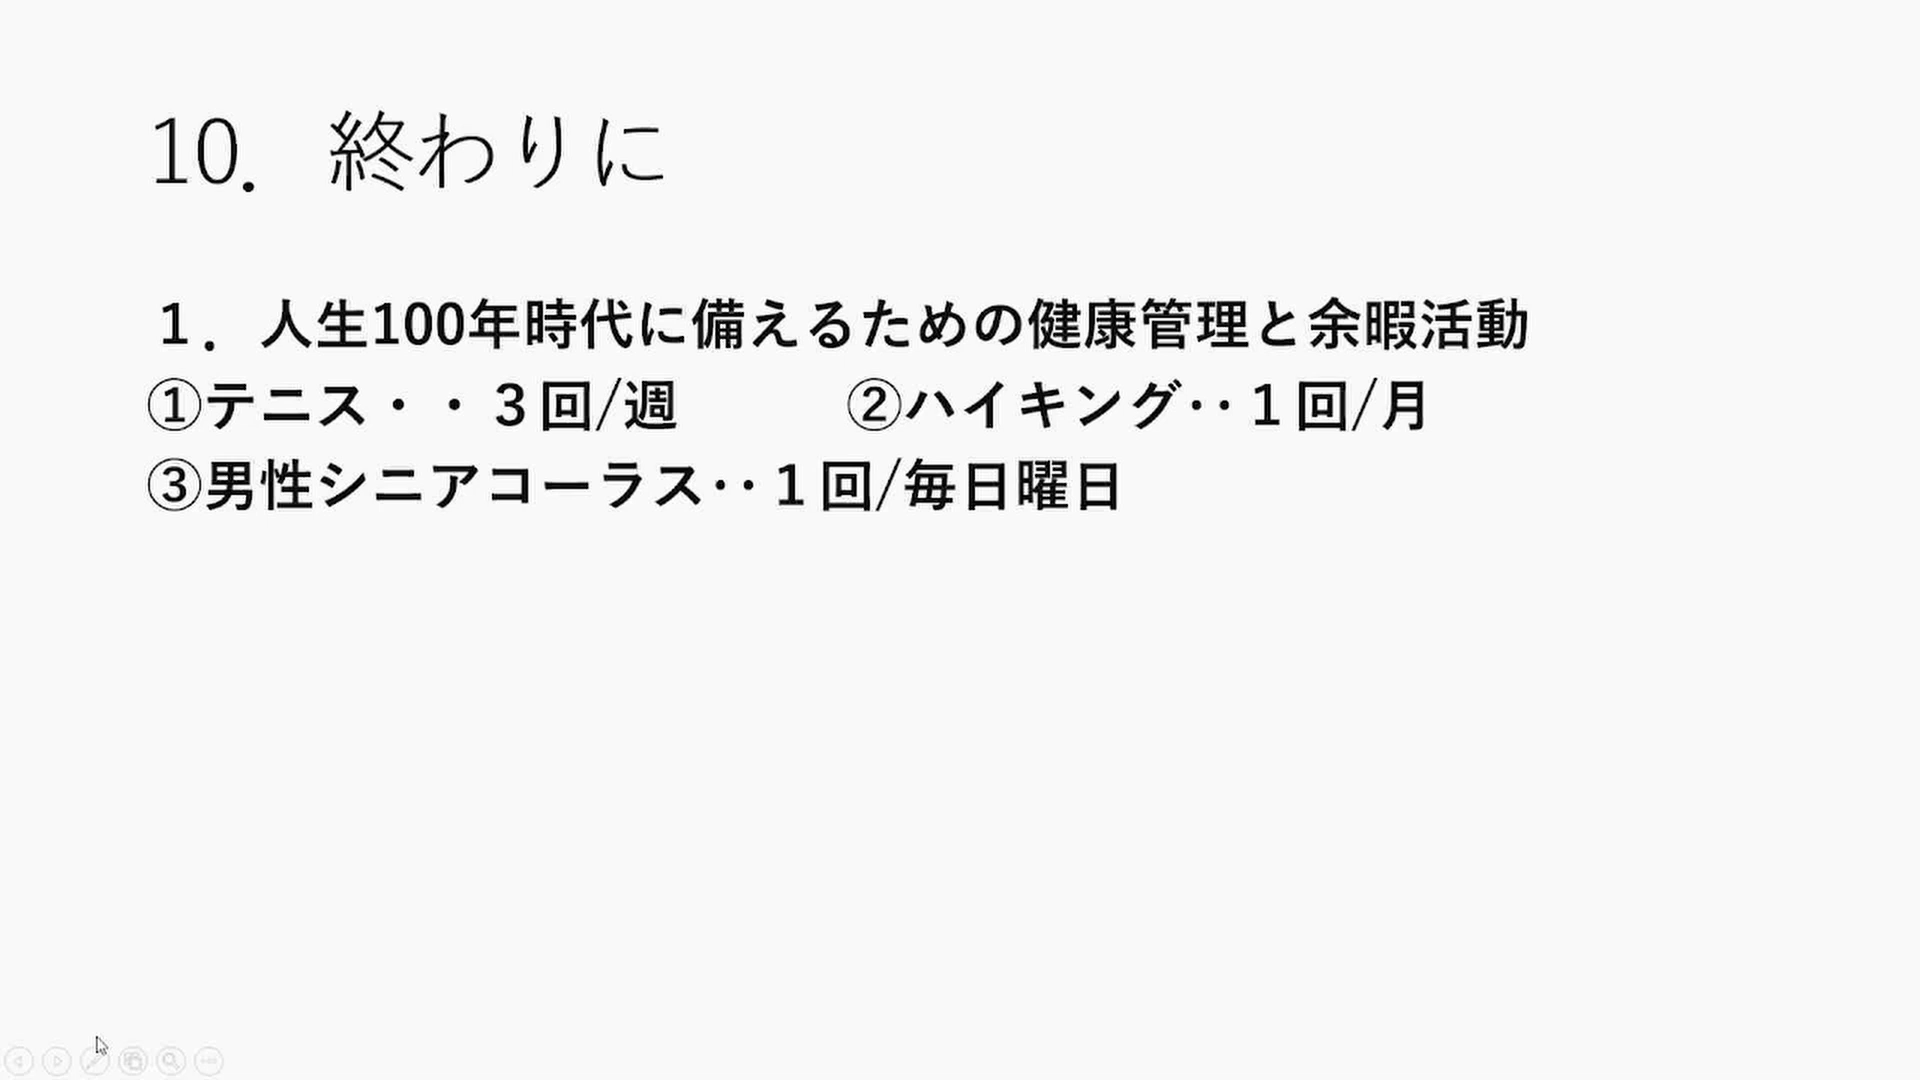 10. 終わりに
１．人生100年時代に備えるための健康管理と余暇活動
①テニス・・３回/週　　　②ハイキング‥１回/月
③男性シニアコーラス‥１回/毎日曜日